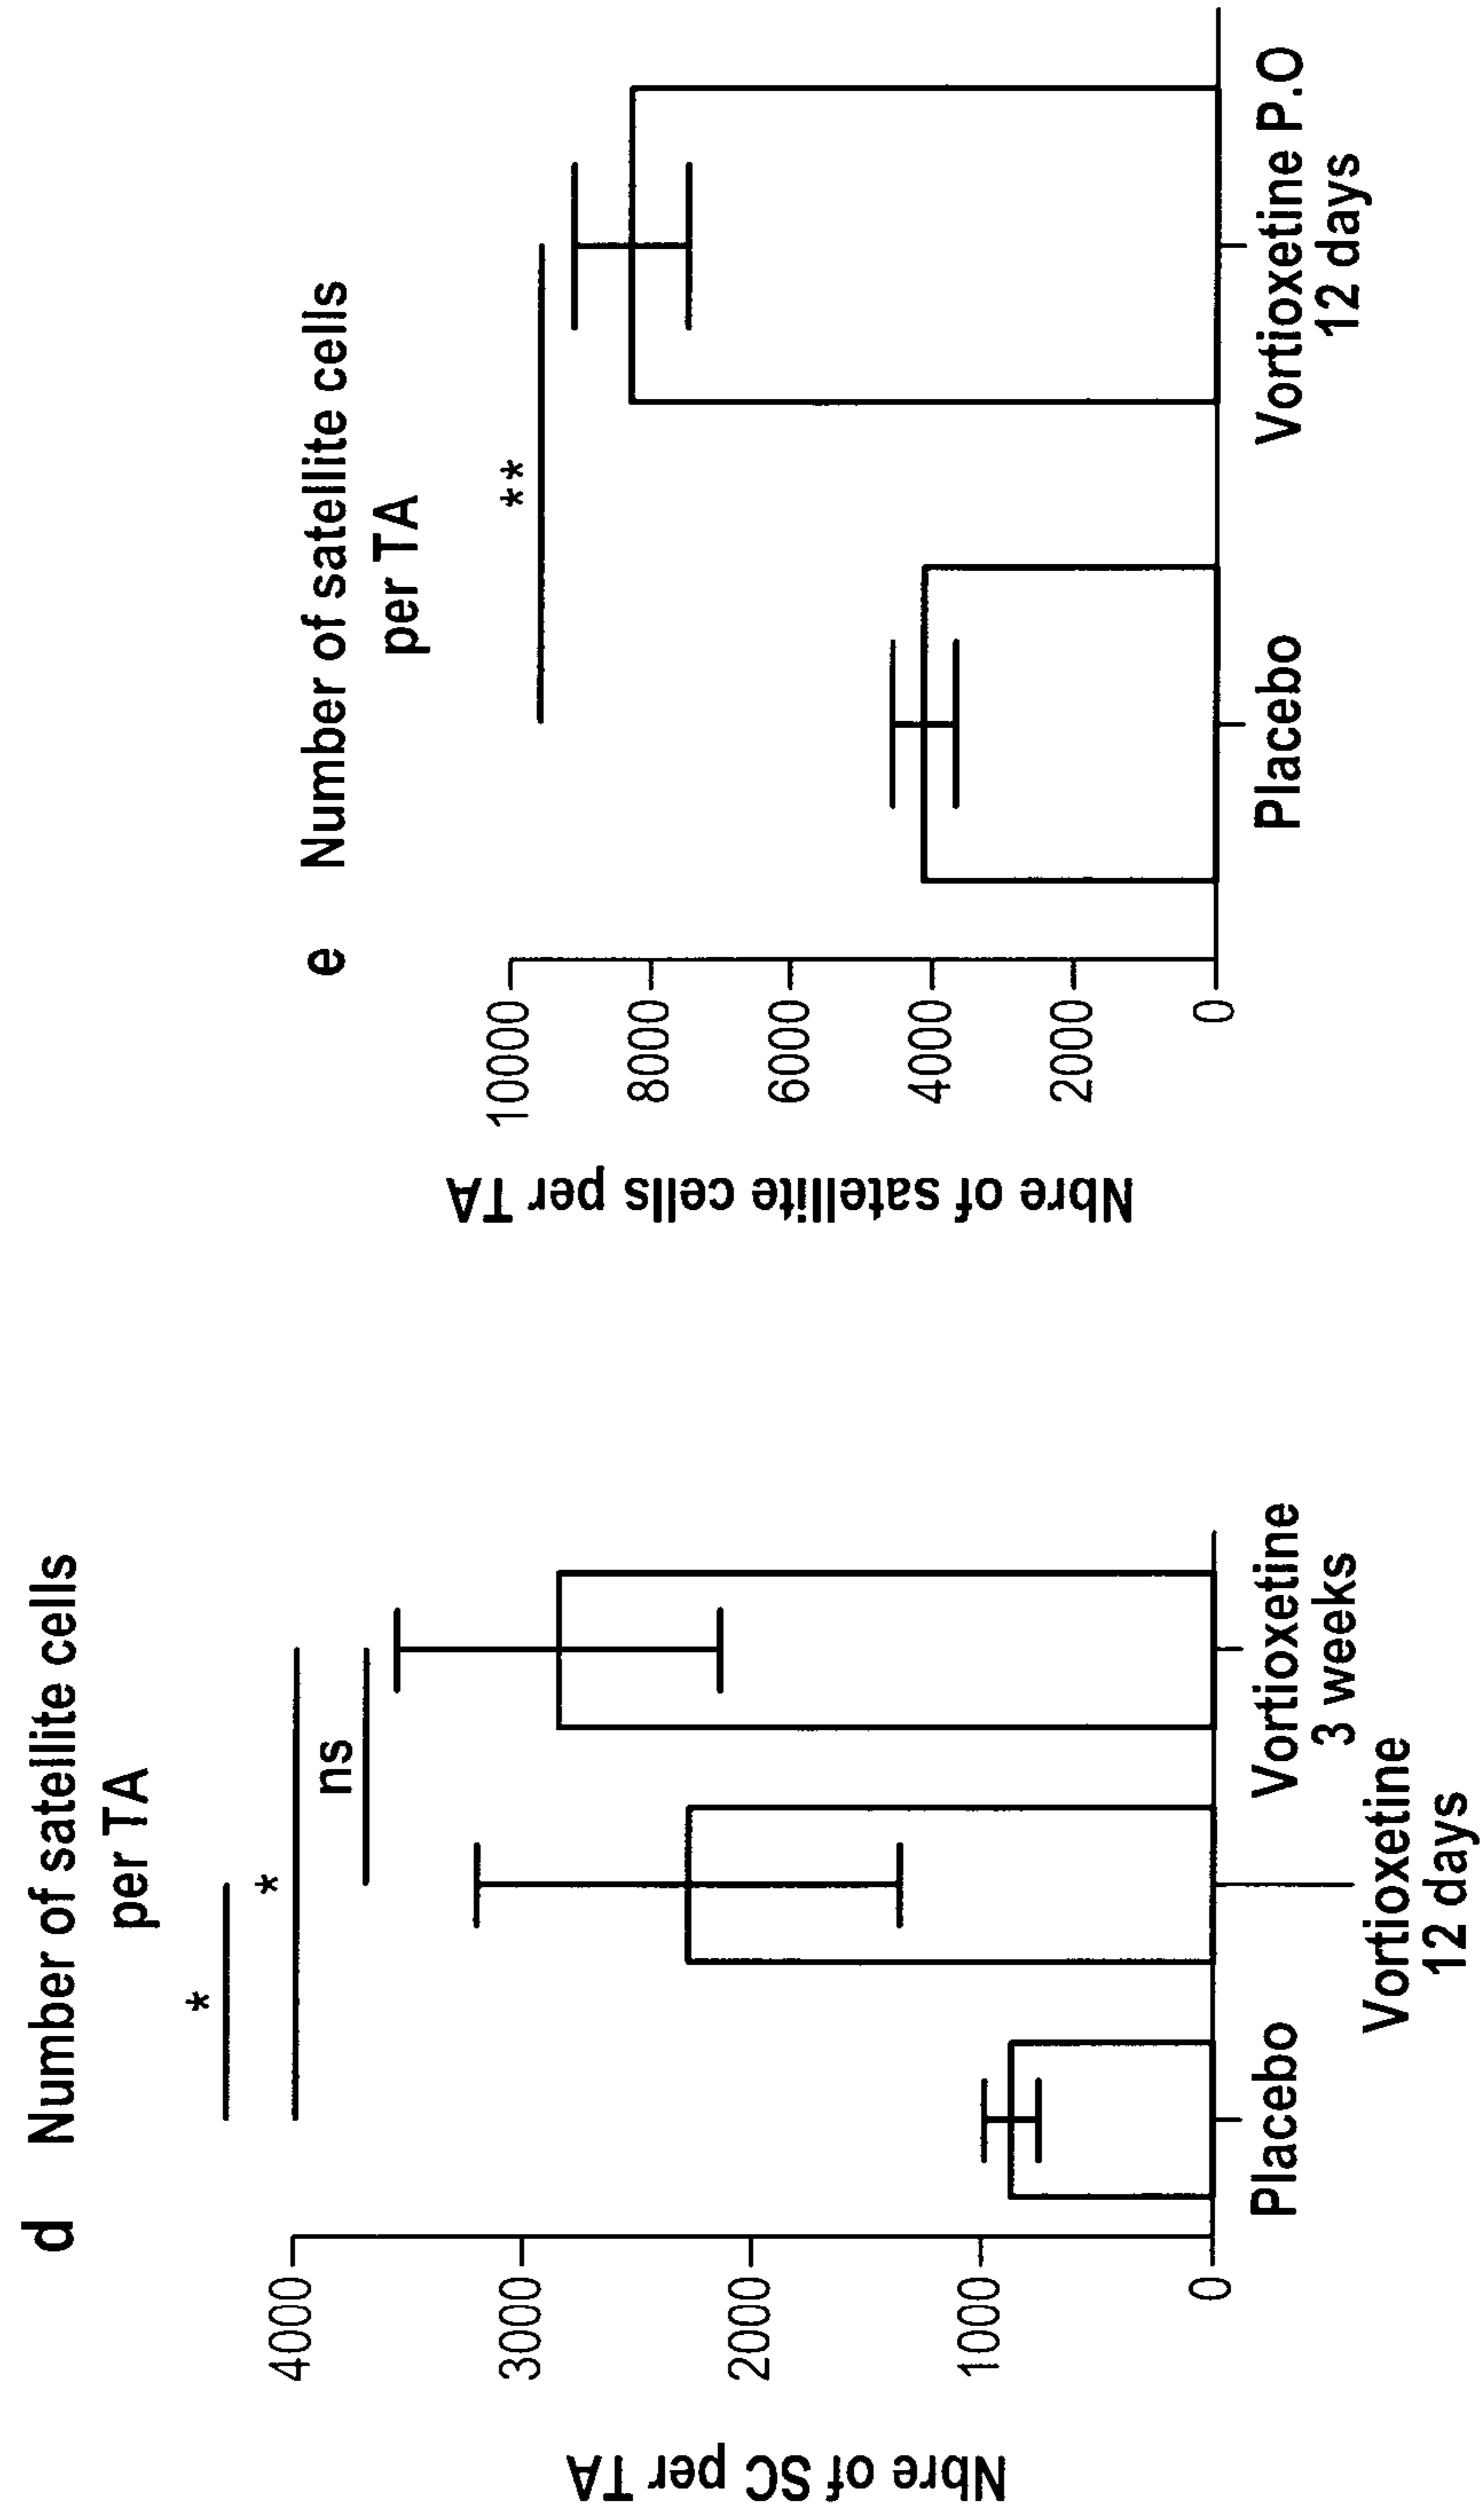 d Number of satellite cells
per TA
*
*
ns
4000
3000
2000
1000
0
Nbre of SC per TA
Placebo
Vortioxetine
12 days
Vortioxetine
3 weeks
e Number of satellite cells
per TA
**
10000
8000
6000
4000
2000
0
Nbre of satellite cells per TA
Placebo
Vortioxetine P.O
12 days